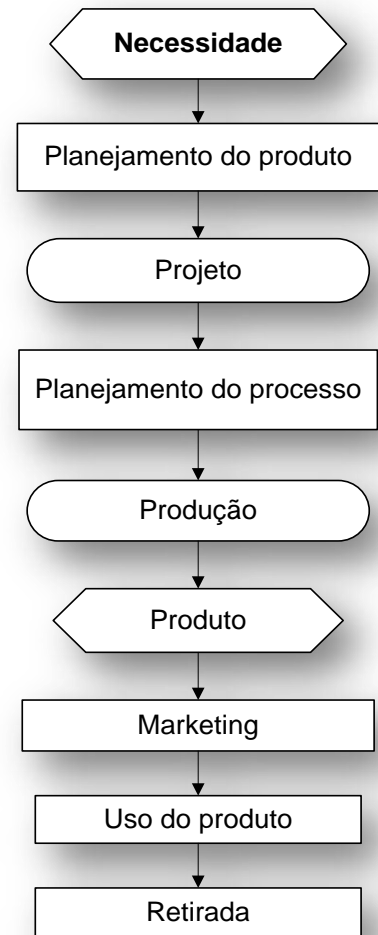 Necessidade
Planejamento do produto
Projeto
Planejamento do processo
Produção
Produto
Marketing
Uso do produto
Retirada